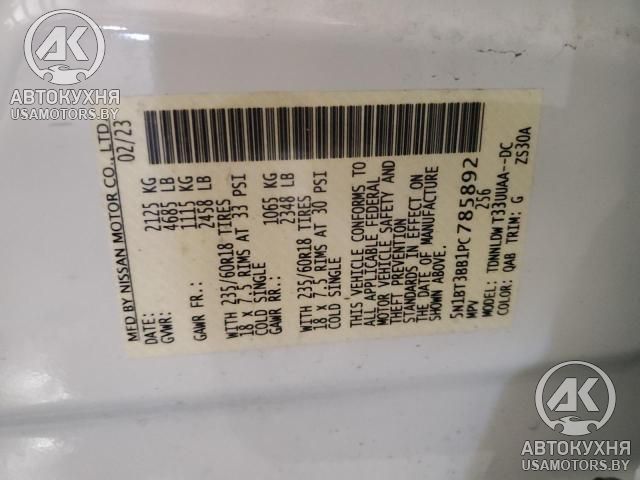 AK
АВТОКУХНЯ
USAMOTORS.BY
MFD BY NISSAN MOTOR CO., LTD.
DATE: 02/23
GVWR: 2125 KG
4685 LB
GAWR FR.: 1115 KG
2458 LB
WITH 235/60R18 TIRES
18 x 7.5 RIMS AT 33 PSI
COLD SINGLE
GAWR RR.: 1065 KG
2348 LB
WITH 235/60R18 TIRES
18 x 7.5 RIMS AT 30 PSI
COLD SINGLE
THIS VEHICLE CONFORMS TO
ALL APPLICABLE FEDERAL
MOTOR VEHICLE SAFETY AND
THEFT PREVENTION
STANDARDS IN EFFECT ON
THE DATE OF MANUFACTURE
SHOWN ABOVE.
5N1BT3BB1PC785892
MPV 256
MODEL: TDNNLDW T33UUAA--DC
COLOR: QAB TRIM: G ZS30A
AK
АВТОКУХНЯ
USAMOTORS.BY